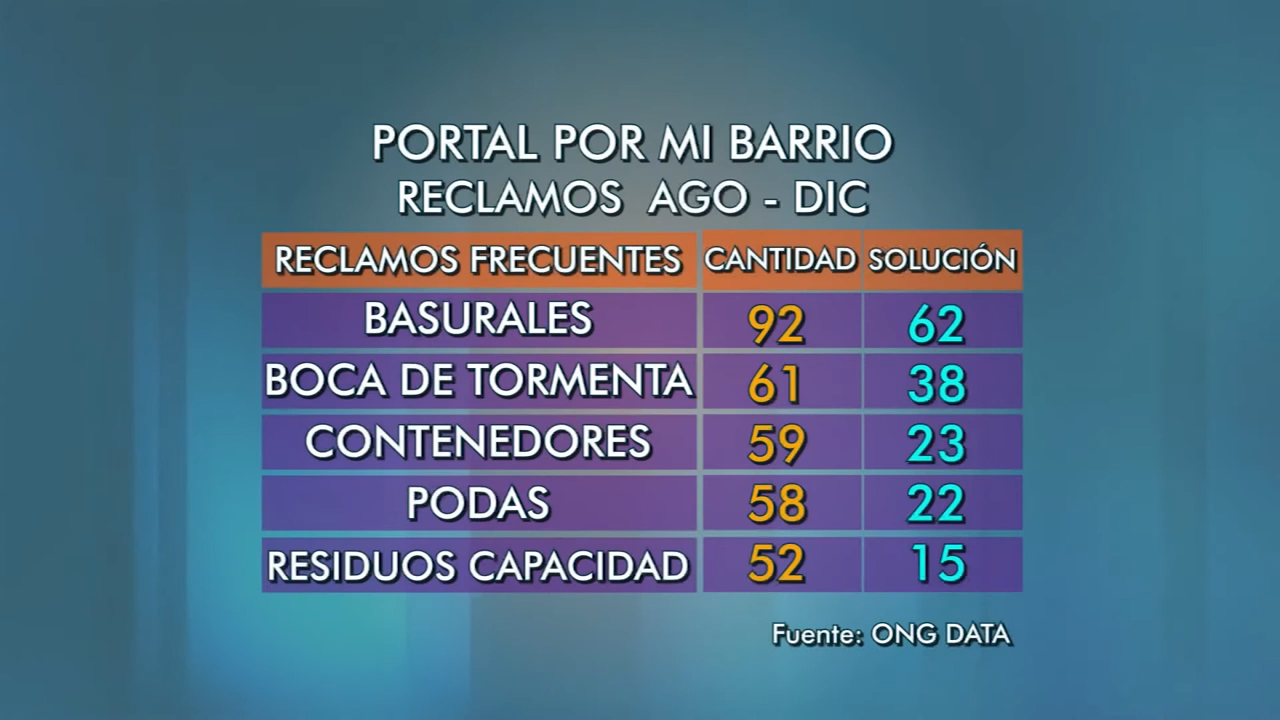 PORTAL POR MI BARRIO
RECLAMOS AGO - DIC
RECLAMOS FRECUENTES CANTIDAD SOLUCIÓN
BASURALES 92 62
BOCA DE TORMENTA 61 38
CONTENEDORES 59 23
PODAS 58 22
RESIDUOS CAPACIDAD 52 15
Fuente: ONG DATA